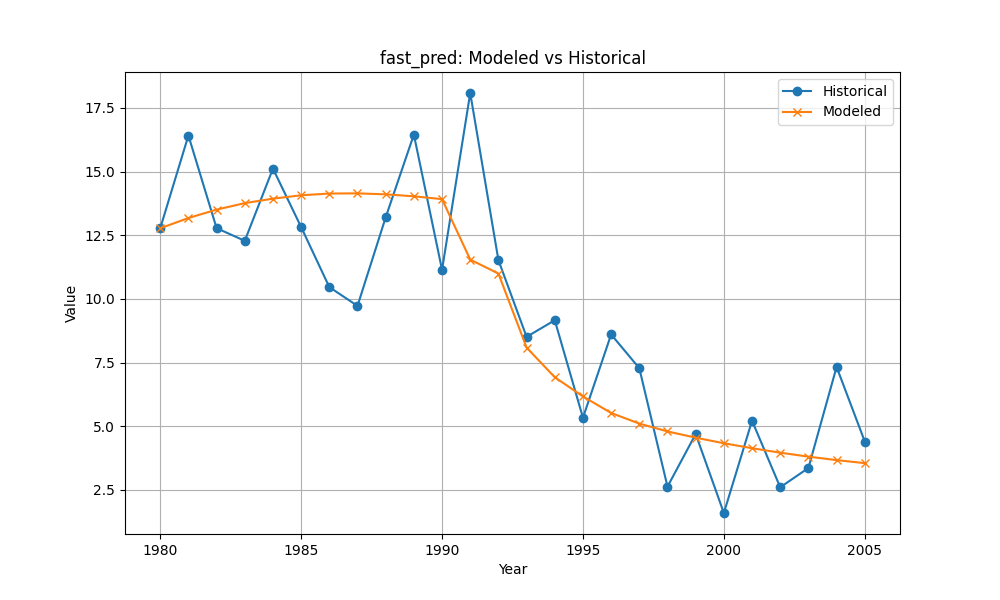 fast_pred: Modeled vs Historical
Historical
Modeled
Value
17.5
15.0
12.5
10.0
7.5
5.0
2.5
1980 1985 1990 1995 2000 2005
Year